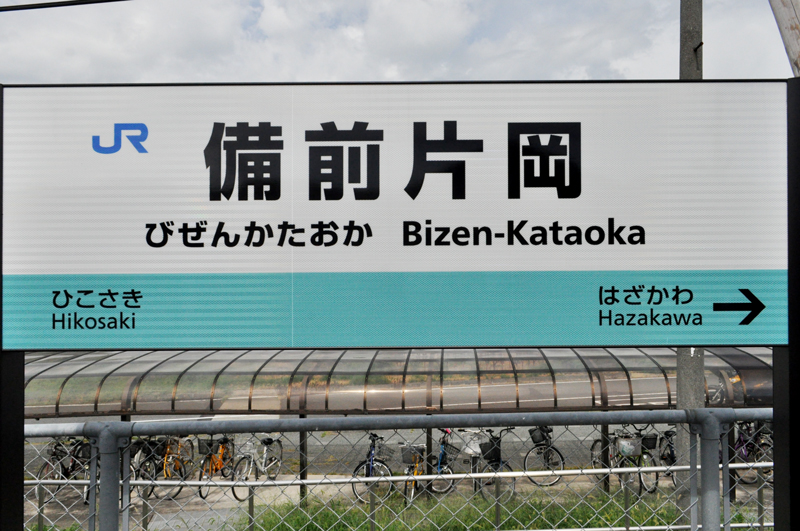 JR
備前片岡
びぜんかたおか Bizen-Kataoka
ひこさき
Hikosaki
はざかわ
Hazakawa